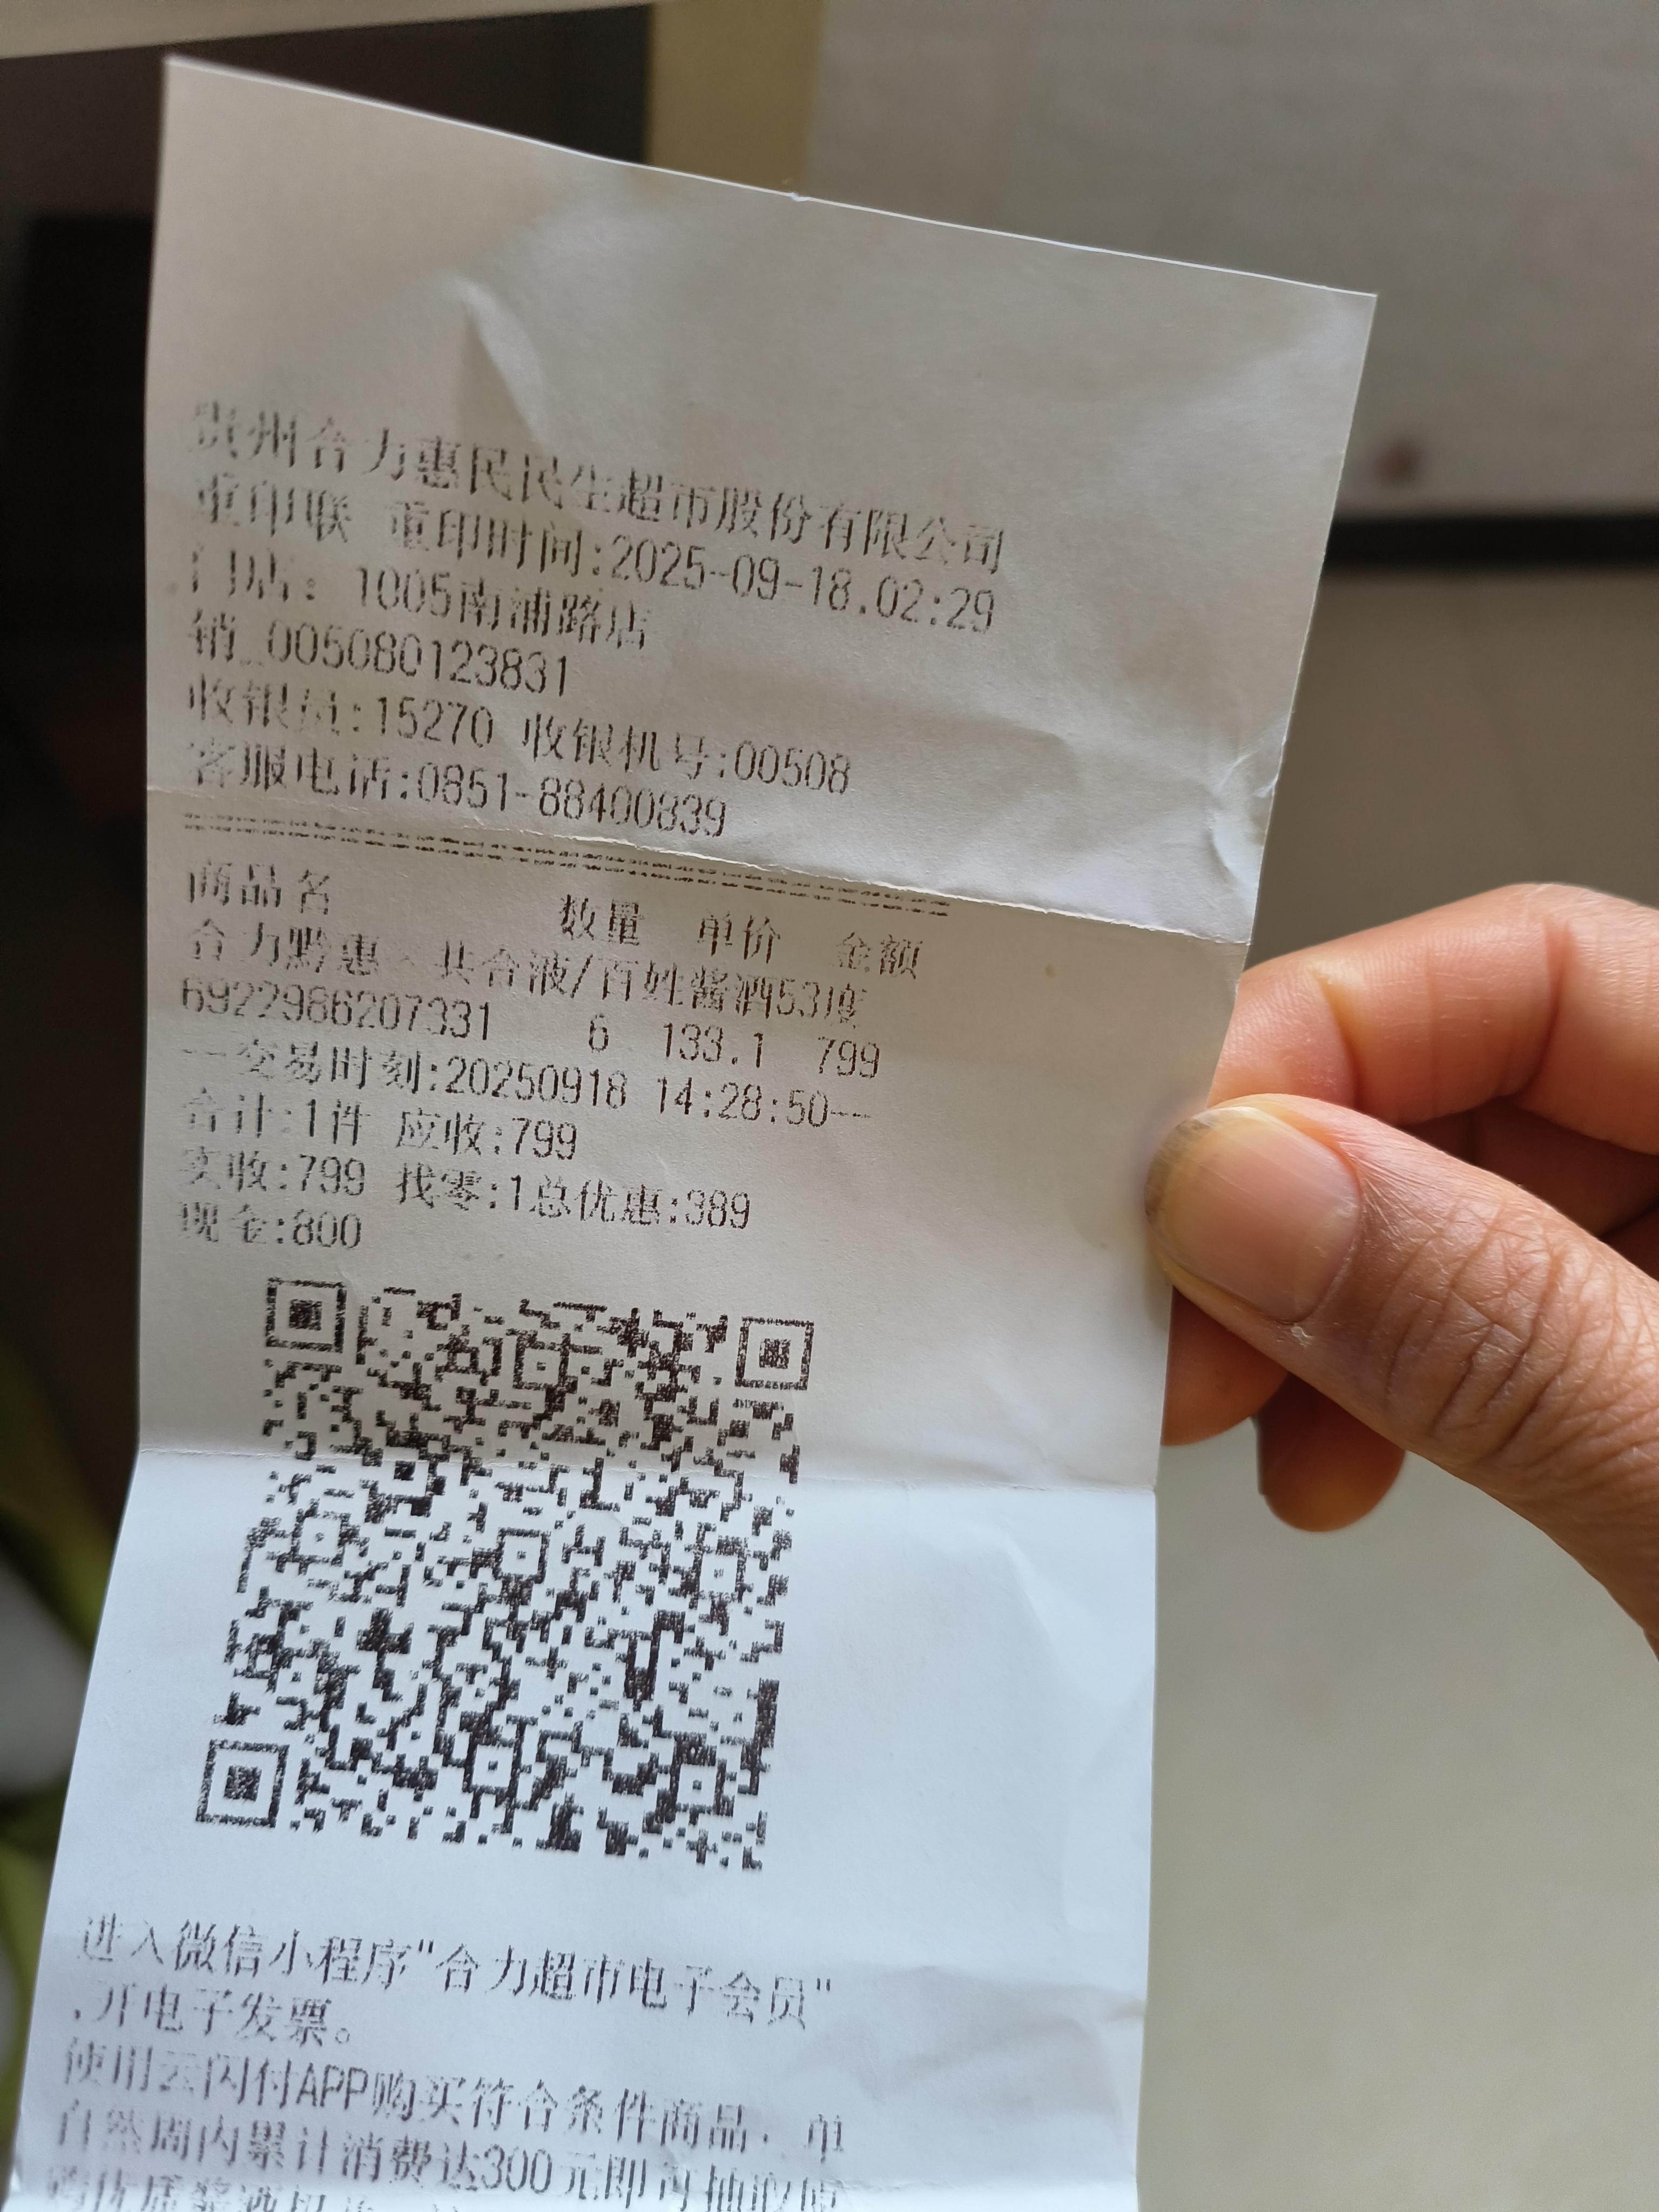 贵州合力惠民民生超市股份有限公司
重印联 重印时间:2025-09-18.02:29
门店: 1005南浦路店
销_005080123831
收银员:15270 收银机号:00508
客服电话:0851-88400839
商品名 数量 单价 金额
合力黔惠、共合液/百姓酱酒53度
6922986207331 6 133.1 799
--交易时刻:20250918 14:28:50--
合计:1件 应收:799
实收:799 找零:1总优惠:389
现金:800
进入微信小程序"合力超市电子会员"
,开电子发票。
使用云闪付APP购买符合条件商品, 单
自然周内累计消费达300元即可抽取